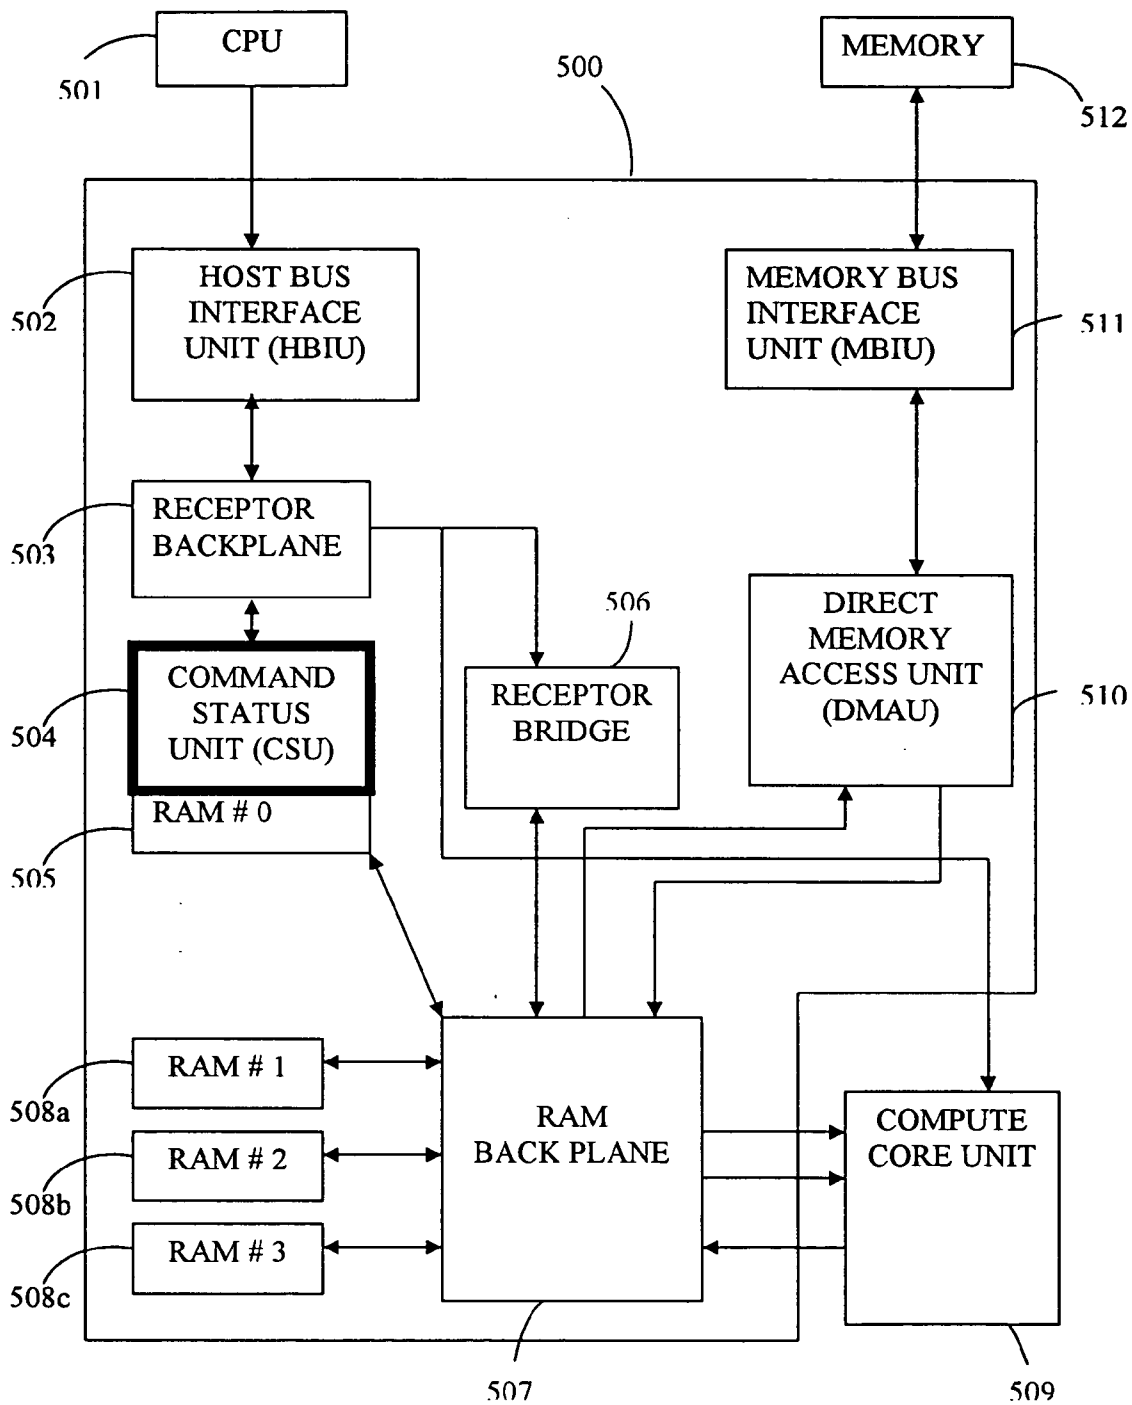 CPU
501
500
MEMORY
512
HOST BUS
INTERFACE
UNIT (HBIU)
502
MEMORY BUS
INTERFACE
UNIT (MBIU)
511
RECEPTOR
BACKPLANE
503
506
COMMAND
STATUS
UNIT (CSU)
504
RECEPTOR
BRIDGE
DIRECT
MEMORY
ACCESS UNIT
(DMAU)
510
RAM # 0
505
RAM # 1
508a
RAM # 2
508b
RAM # 3
508c
RAM
BACK PLANE
507
COMPUTE
CORE UNIT
509